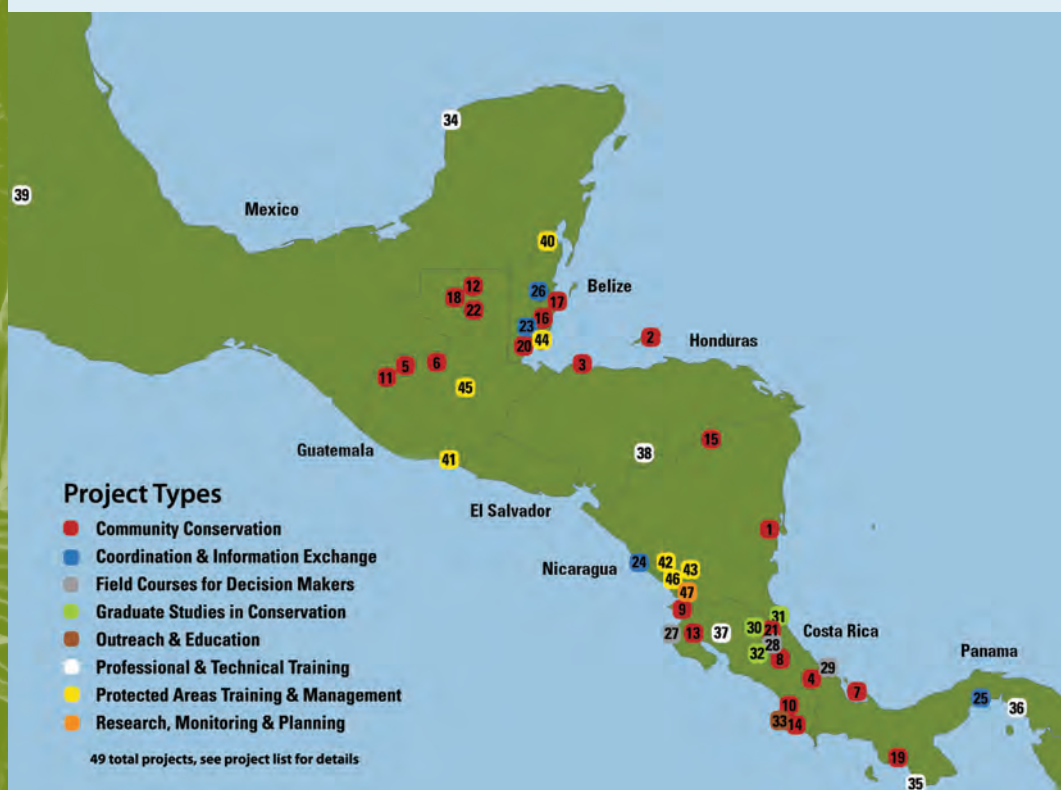 34
39
Mexico
40
12
26
Belize
18
17
22
16
23
2
44
Honduras
20
3
5
6
11
45
15
38
Guatemala
41
Project Types
El Salvador
Community Conservation
1
Coordination & Information Exchange
24
42
Nicaragua
43
Field Courses for Decision Makers
46
47
Graduate Studies in Conservation
9
31
Outreach & Education
27
13
37
30
21
Costa Rica
28
Professional & Technical Training
32
8
Panama
29
4
Protected Areas Training & Management
7
25
10
36
Research, Monitoring & Planning
33
14
49 total projects, see project list for details
19
35